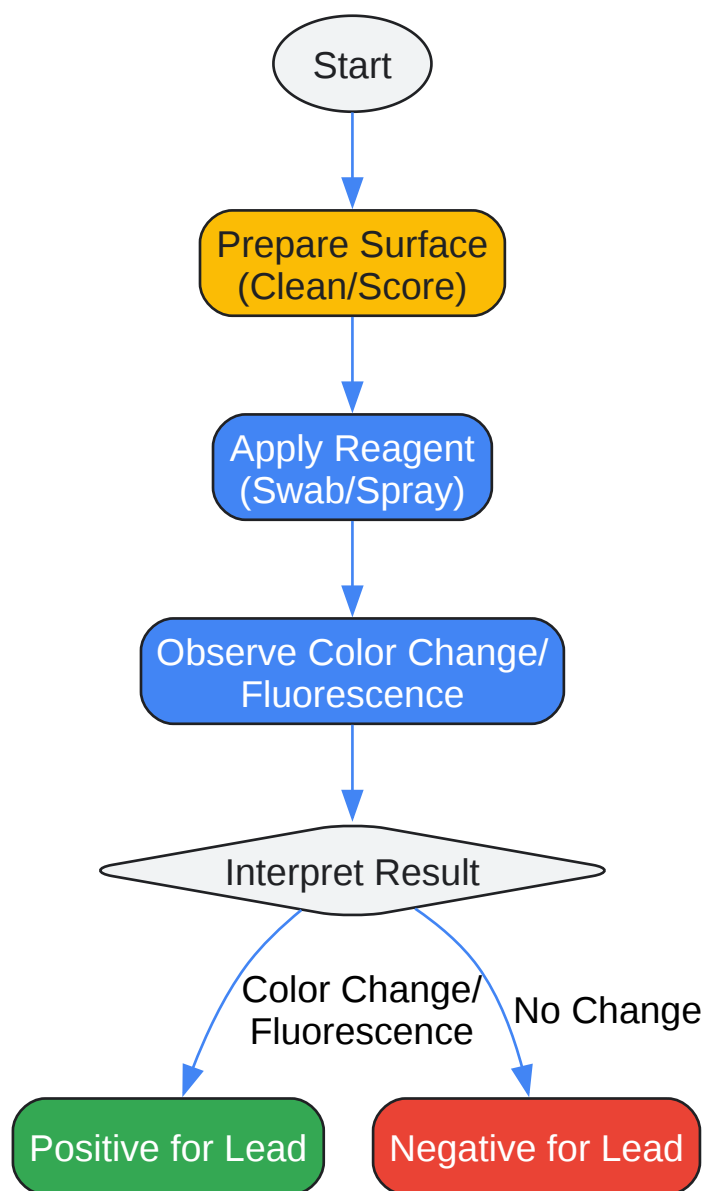 Start
Prepare Surface
(Clean/Score)
Apply Reagent
(Swab/Spray)
Observe Color Change/
Fluorescence
Interpret Result
Color Change/
Fluorescence
No Change
Positive for Lead
Negative for Lead